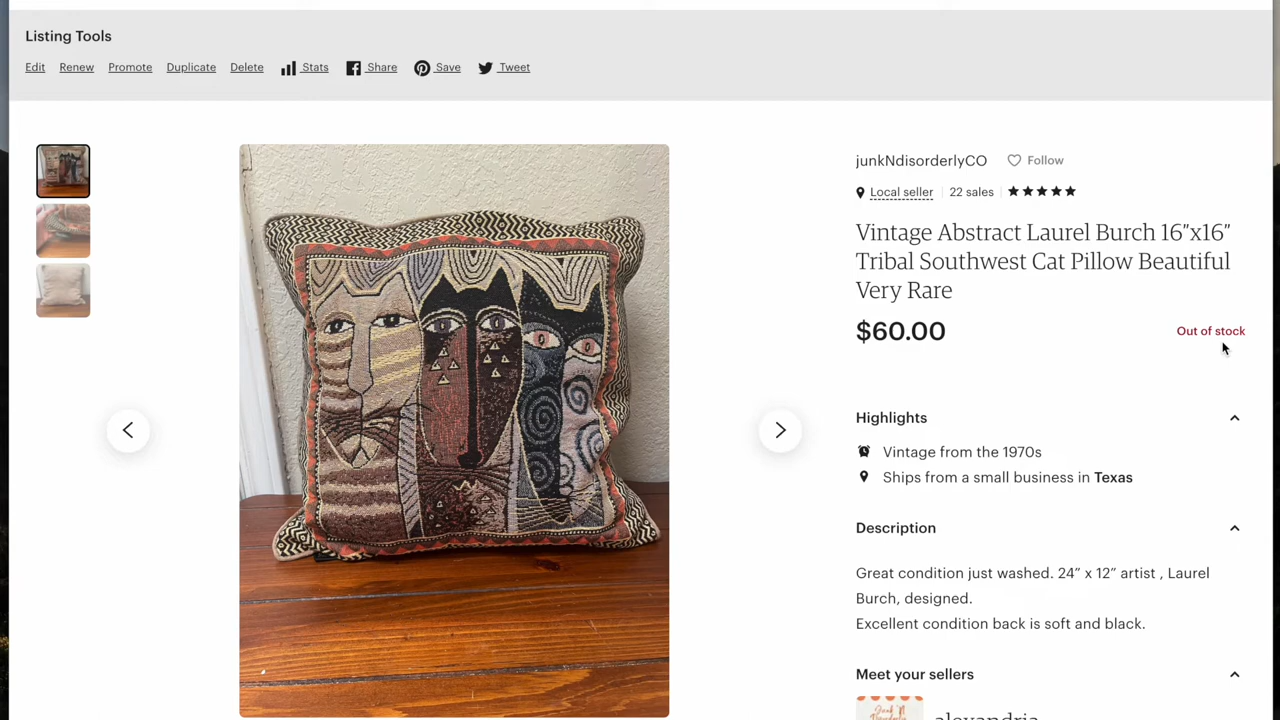 Listing Tools
Edit Renew Promote Duplicate Delete Stats Share Save Tweet
junkNdisorderlyCO Follow
Local seller 22 sales
Vintage Abstract Laurel Burch 16”x16”
Tribal Southwest Cat Pillow Beautiful
Very Rare
$60.00 Out of stock
Highlights
Vintage from the 1970s
Ships from a small business in Texas
Description
Great condition just washed. 24” x 12” artist , Laurel
Burch, designed.
Excellent condition back is soft and black.
Meet your sellers
alexandria